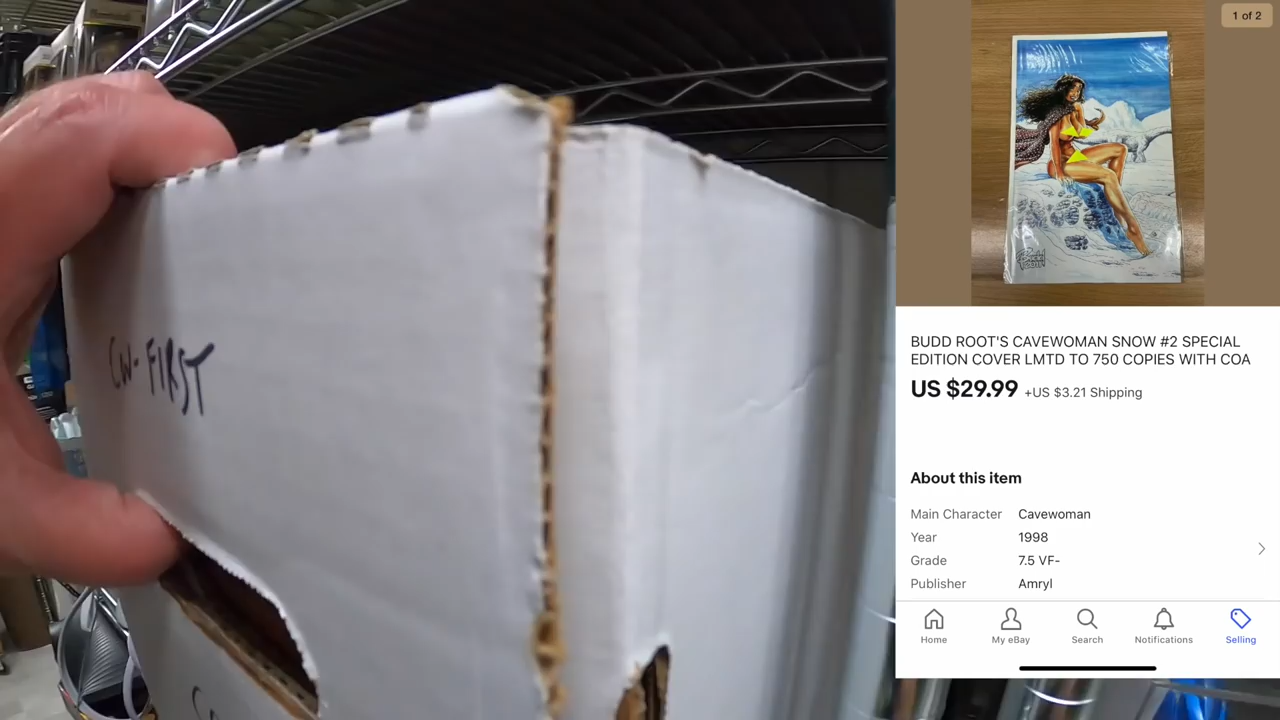 CW-FIRST
1 of 2
BUDD ROOT'S CAVEWOMAN SNOW #2 SPECIAL
EDITION COVER LMTD TO 750 COPIES WITH COA
US $29.99 +US $3.21 Shipping
About this item
Main Character Cavewoman
Year 1998
Grade 7.5 VF-
Publisher Amryl
Home My eBay Search Notifications Selling